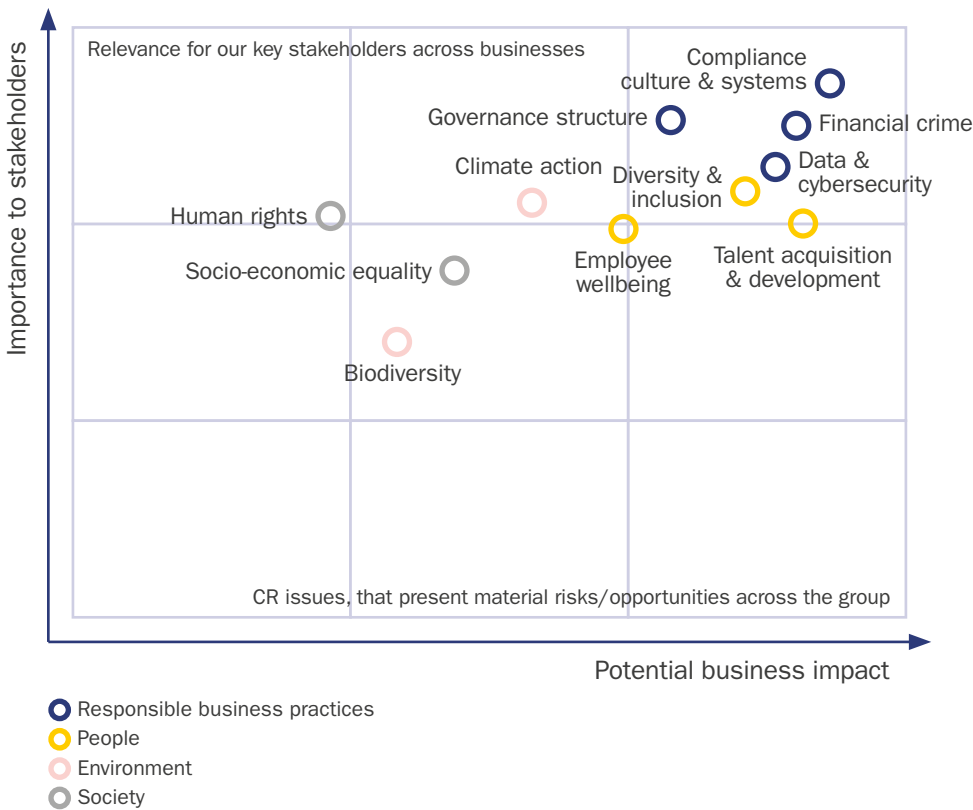 Importance to stakeholders
Relevance for our key stakeholders across businesses
Compliance
culture & systems
Governance structure
Financial crime
Climate action
Diversity &
inclusion
Data &
cybersecurity
Human rights
Socio-economic equality
Employee
wellbeing
Talent acquisition
& development
Biodiversity
CR issues, that present material risks/opportunities across the group
Potential business impact
Responsible business practices
People
Environment
Society